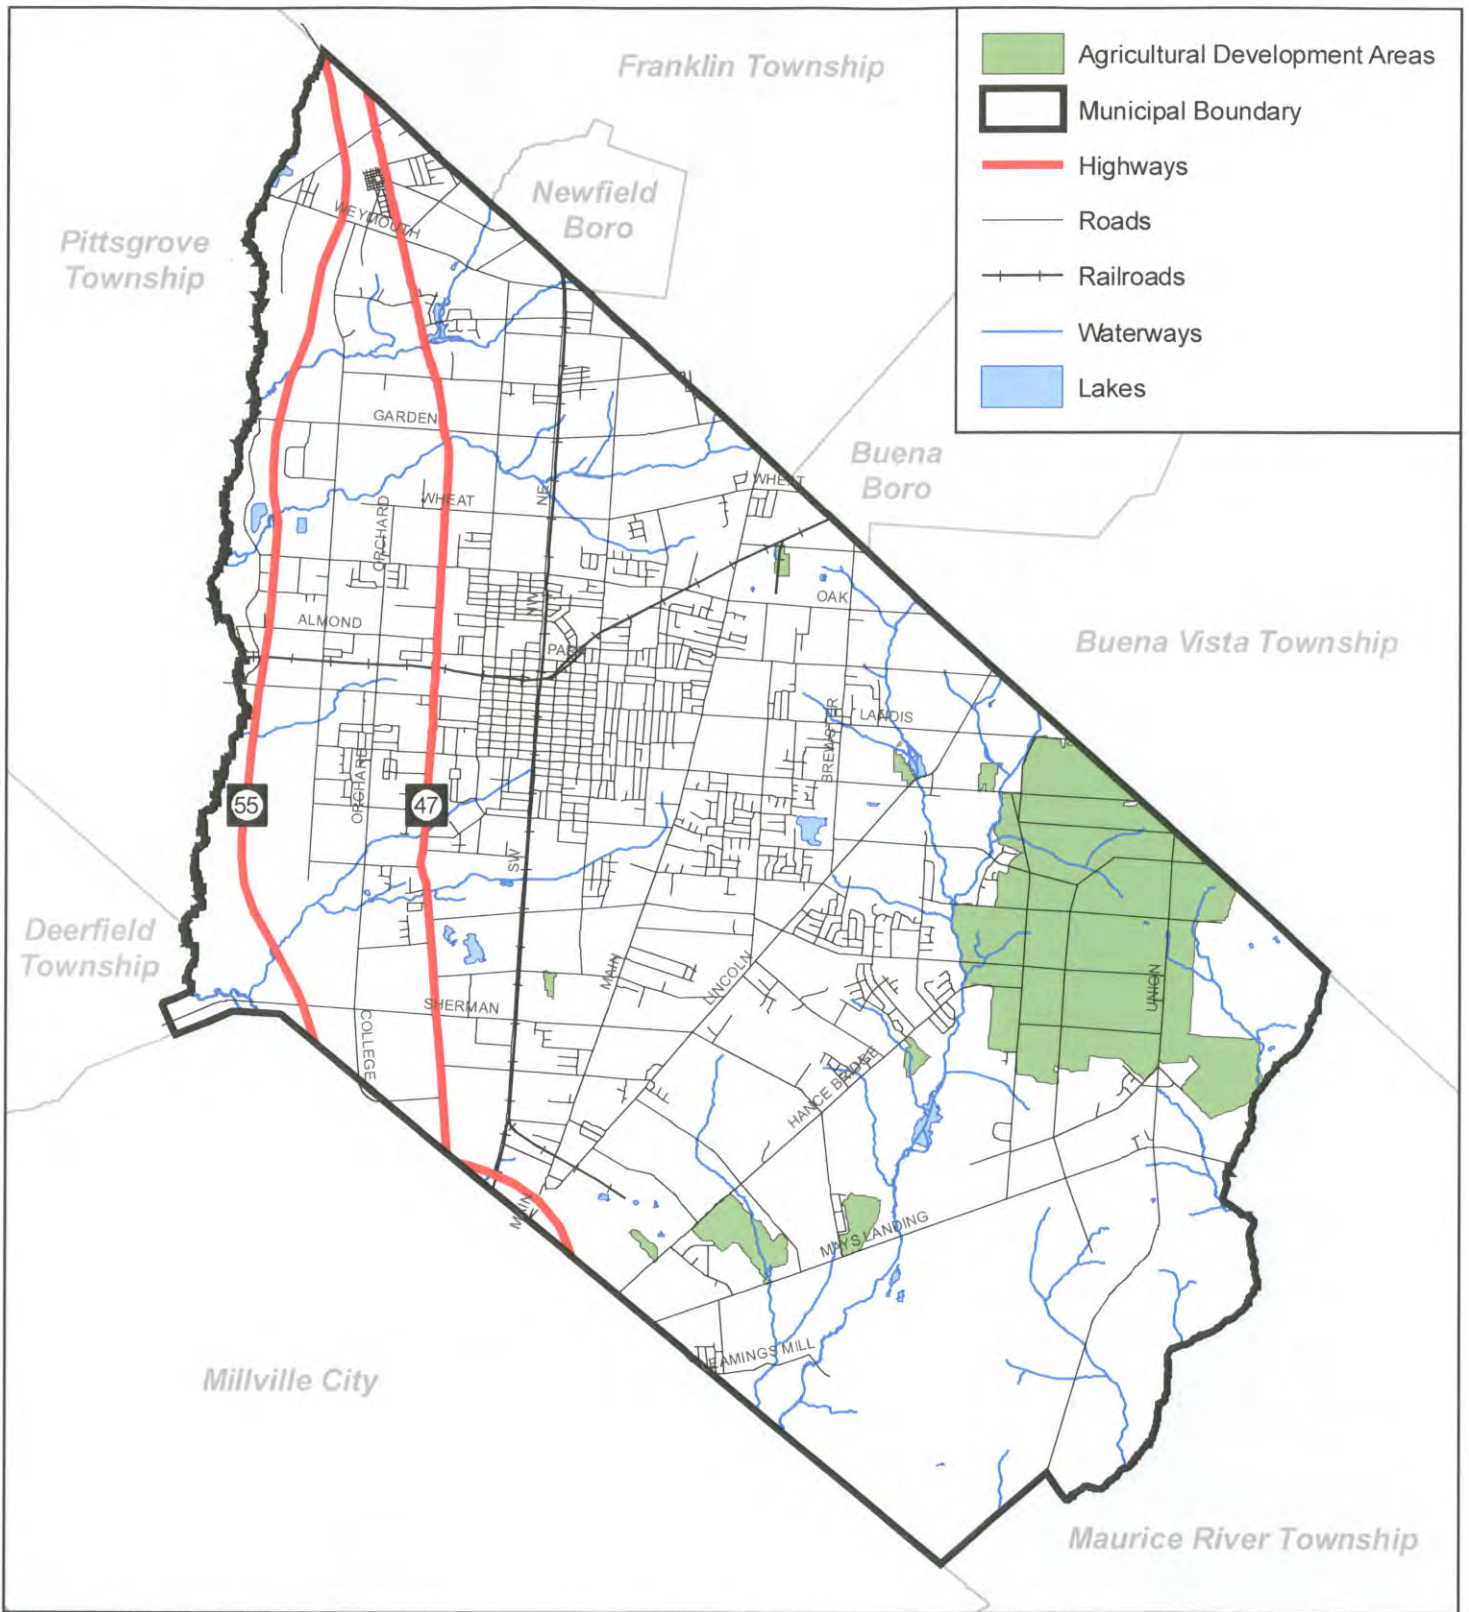 Franklin Township
Agricultural Development Areas
Municipal Boundary
Highways
Roads
Railroads
Waterways
Lakes
Newfield
Boro
Pittsgrove
Township
WEYMOUTH
GARDEN
Buena
Boro
WHEAT
WHEAT
NE
ORCHARD
NW
OAK
ALMOND
PARK
Buena Vista Township
LANDIS
BREWSTER
ORCHARD
55
47
SW
Deerfield
Township
MAIN
LINCOLN
UNION
SHERMAN
COLLEGE
HANCE BRIDGE
MAIN
MAYS LANDING
EAMINGS MILL
Millville City
Maurice River Township